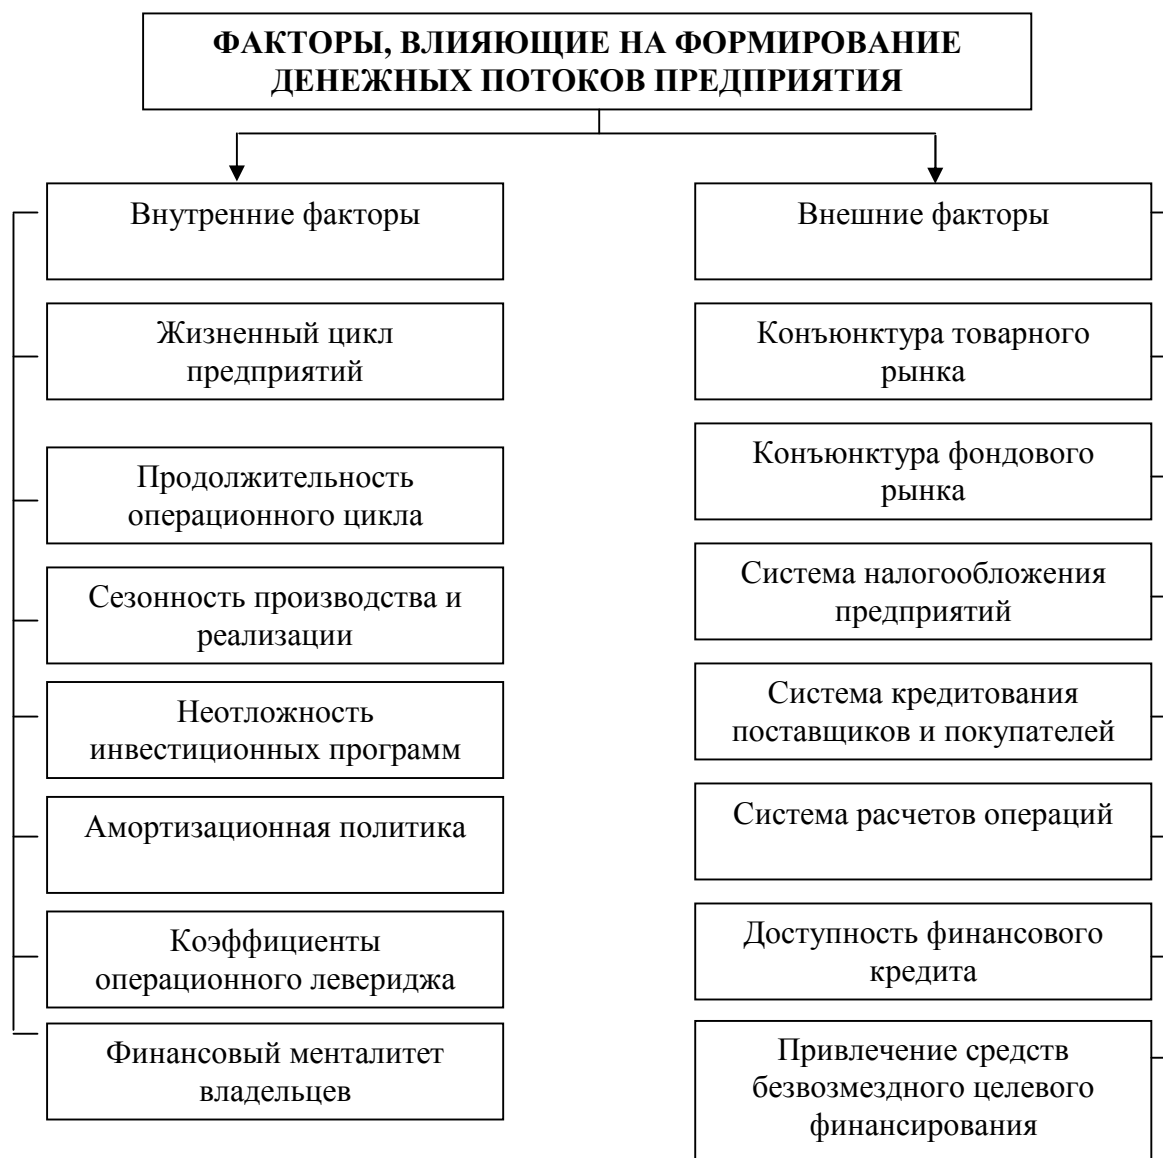 ФАКТОРЫ, ВЛИЯЮЩИЕ НА ФОРМИРОВАНИЕ
ДЕНЕЖНЫХ ПОТОКОВ ПРЕДПРИЯТИЯ
Внутренние факторы
Жизненный цикл
предприятий
Продолжительность
операционного цикла
Сезонность производства и
реализации
Неотложность
инвестиционных программ
Амортизационная политика
Коэффициенты
операционного левериджа
Финансовый менталитет
владельцев
Внешние факторы
Конъюнктура товарного
рынка
Конъюнктура фондового
рынка
Система налогообложения
предприятий
Система кредитования
поставщиков и покупателей
Система расчетов операций
Доступность финансового
кредита
Привлечение средств
безвозмездного целевого
финансирования